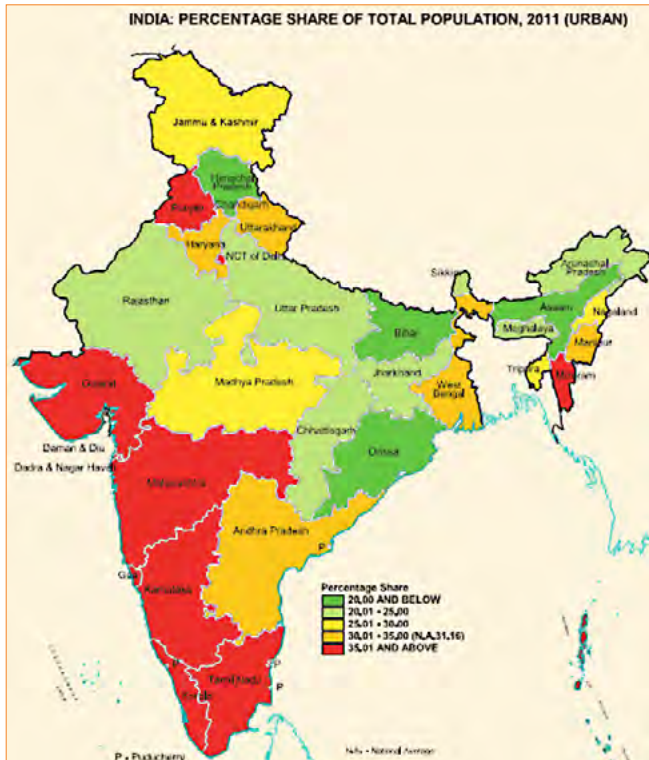 INDIA: PERCENTAGE SHARE OF TOTAL POPULATION, 2011 (URBAN)
Jammu & Kashmir
Himachal
Pradesh
Punjab
Chandigarh
Uttarakhand
Haryana
NCT of Delhi
Rajasthan
Uttar Pradesh
Sikkim
Arunachal
Pradesh
Assam
Nagaland
Meghalaya
Manipur
Bihar
Tripura
Mizoram
Gujarat
Madhya Pradesh
Jharkhand
West
Bengal
Chhattisgarh
Orissa
Daman & Diu
Dadra & Nagar Haveli
Maharashtra
Andhra Pradesh
P
Goa
Karnataka
Percentage Share
20.00 AND BELOW
20.01 - 25.00
25.01 - 30.00
30.01 - 35.00 (N.A.31.16)
35.01 AND ABOVE
P
P
Tamil Nadu
P
Kerala
P - Puducherry
N.A. - National Average